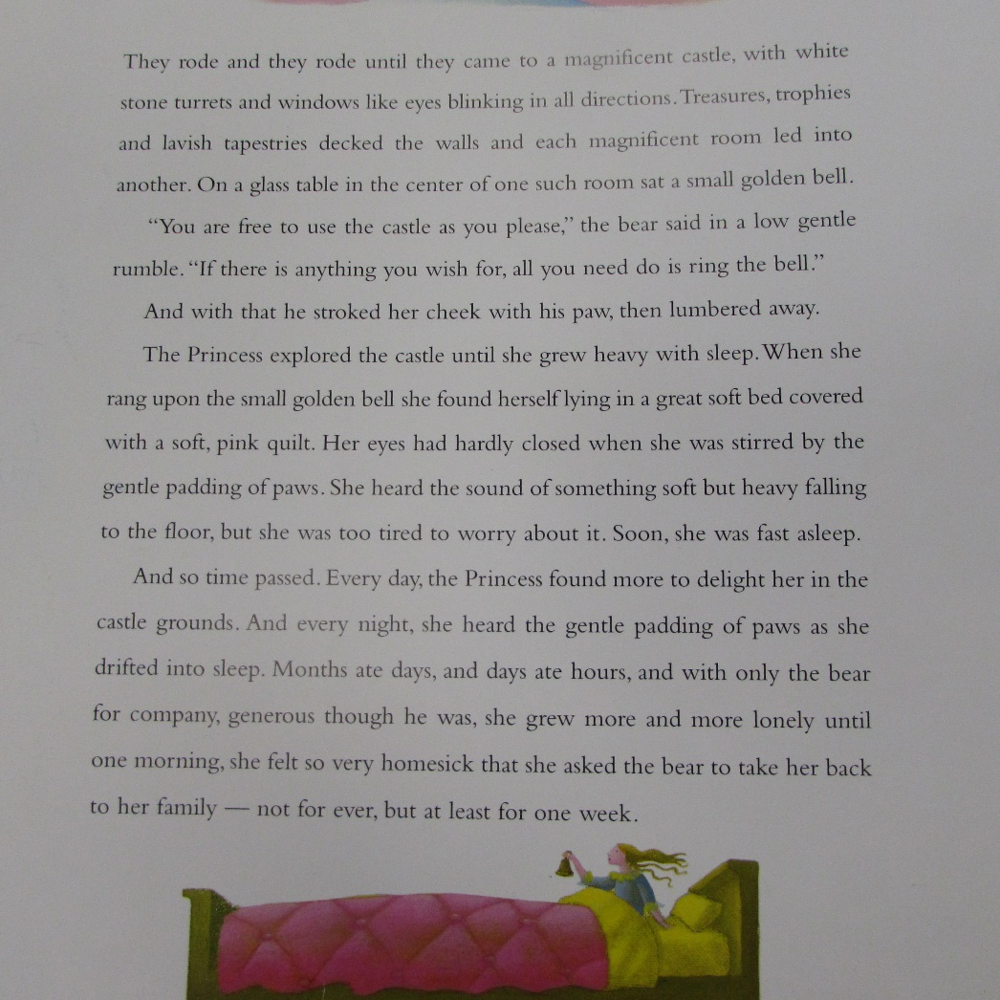 They rode and they rode until they came to a magnificent castle, with white
stone turrets and windows like eyes blinking in all directions. Treasures, trophies
and lavish tapestries decked the walls and each magnificent room led into
another. On a glass table in the center of one such room sat a small golden bell.
“You are free to use the castle as you please,” the bear said in a low gentle
rumble. “If there is anything you wish for, all you need do is ring the bell.”
And with that he stroked her cheek with his paw, then lumbered away.
The Princess explored the castle until she grew heavy with sleep. When she
rang upon the small golden bell she found herself lying in a great soft bed covered
with a soft, pink quilt. Her eyes had hardly closed when she was stirred by the
gentle padding of paws. She heard the sound of something soft but heavy falling
to the floor, but she was too tired to worry about it. Soon, she was fast asleep.
And so time passed. Every day, the Princess found more to delight her in the
castle grounds. And every night, she heard the gentle padding of paws as she
drifted into sleep. Months ate days, and days ate hours, and with only the bear
for company, generous though he was, she grew more and more lonely until
one morning, she felt so very homesick that she asked the bear to take her back
to her family — not for ever, but at least for one week.